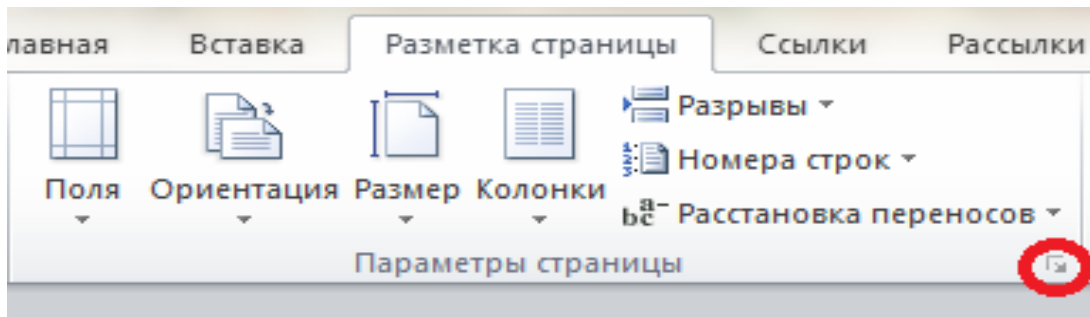 лавная Вставка Разметка страницы Ссылки Рассылки
Разрывы
Номера строк
Поля Ориентация Размер Колонки
Расстановка переносов
Параметры страницы